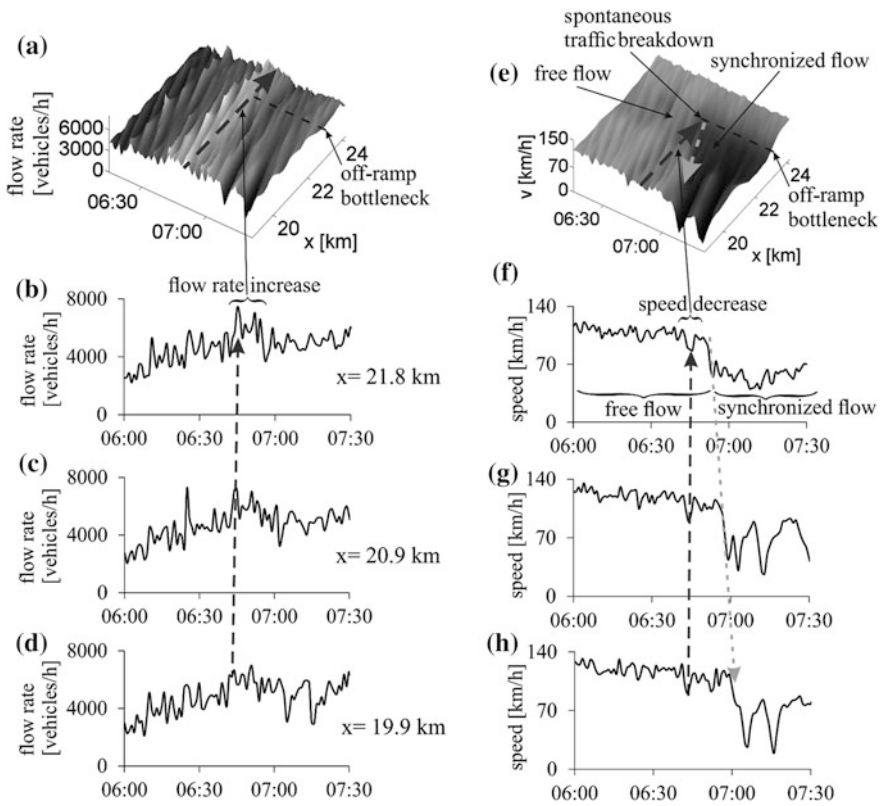 (a)
flow rate
[vehicles/h]
6000
3000
0
06:30
07:00
20
22
24
x [km]
off-ramp
bottleneck
(b)
flow rate
[vehicles/h]
8000
4000
0
flow rate increase
x= 21.8 km
06:00 06:30 07:00 07:30
(c)
flow rate
[vehicles/h]
8000
4000
0
x= 20.9 km
06:00 06:30 07:00 07:30
(d)
flow rate
[vehicles/h]
8000
4000
0
x= 19.9 km
06:00 06:30 07:00 07:30
(e)
spontaneous
traffic breakdown
free flow
synchronized flow
v [km/h]
150
70
0
06:30
07:00
20
22
24
x [km]
off-ramp
bottleneck
(f)
speed
[km/h]
140
70
0
speed decrease
free flow
synchronized flow
06:00 06:30 07:00 07:30
(g)
speed [km/h]
140
70
0
06:00 06:30 07:00 07:30
(h)
speed [km/h]
140
70
0
06:00 06:30 07:00 07:30